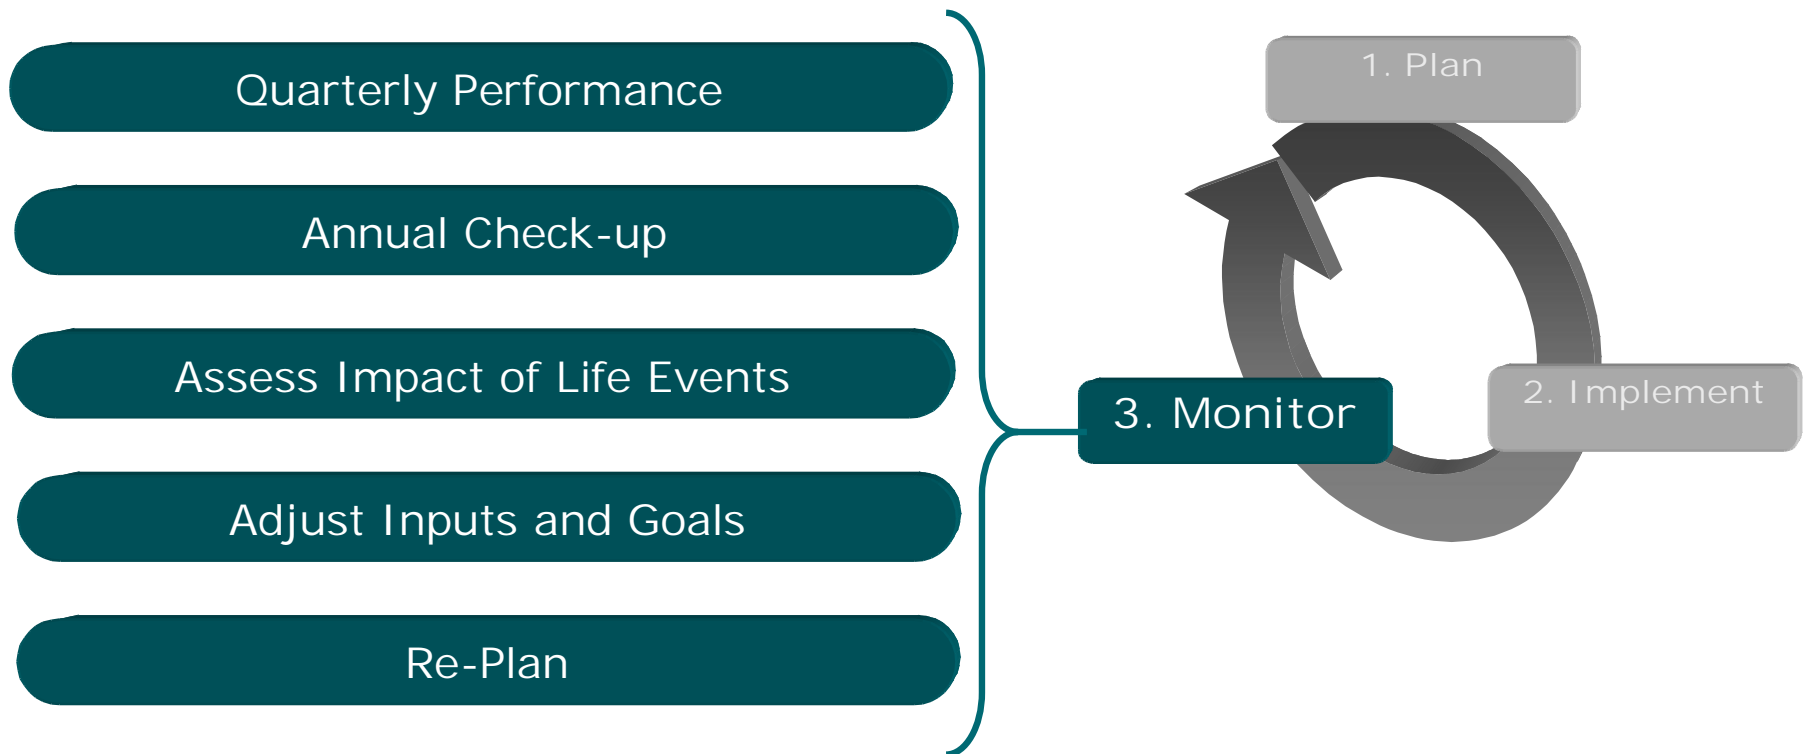 Quarterly Performance
Annual Check-up
Assess Impact of Life Events
Adjust Inputs and Goals
Re-Plan
1. Plan
2. Implement
3. Monitor